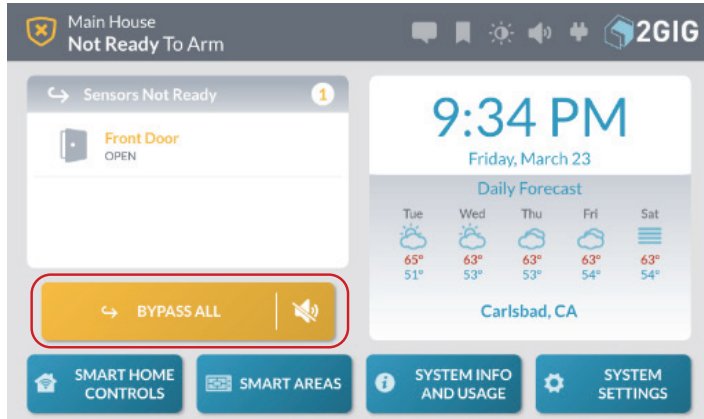 Main House
Not Ready To Arm
2GIG
Sensors Not Ready 1
Front Door
OPEN
BYPASS ALL
9:34 PM
Friday, March 23
Daily Forecast
Tue Wed Thu Fri Sat
65° 63° 63° 63° 63°
51° 53° 53° 54° 54°
Carlsbad, CA
SMART HOME
CONTROLS
SMART AREAS
SYSTEM INFO
AND USAGE
SYSTEM
SETTINGS